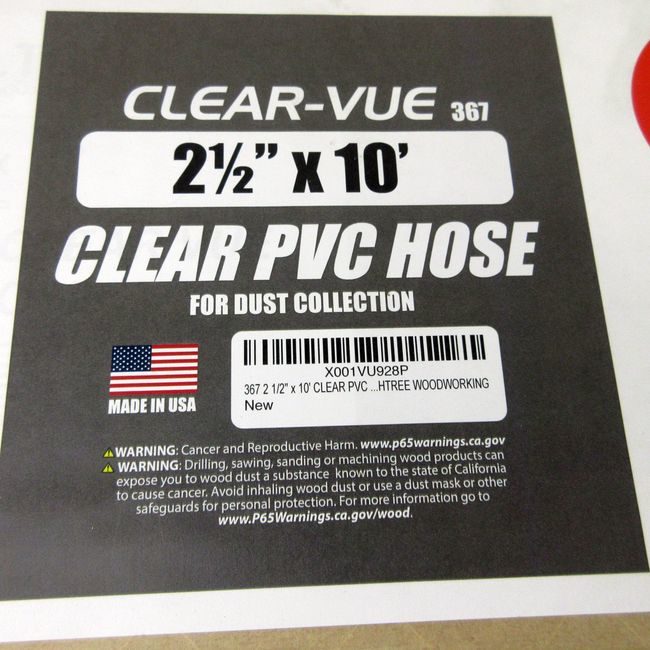 CLEAR-VUE 367
2½” x 10’
CLEAR PVC HOSE
FOR DUST COLLECTION
MADE IN USA
X001VU928P
367 2 1/2" x 10' CLEAR PVC ...HTREE WOODWORKING
New
WARNING: Cancer and Reproductive Harm. www.p65warnings.ca.gov
WARNING: Drilling, sawing, sanding or machining wood products can
expose you to wood dust a substance known to the state of California
to cause cancer. Avoid inhaling wood dust or use a dust mask or other
safeguards for personal protection. For more information go to
www.P65Warnings.ca.gov/wood.